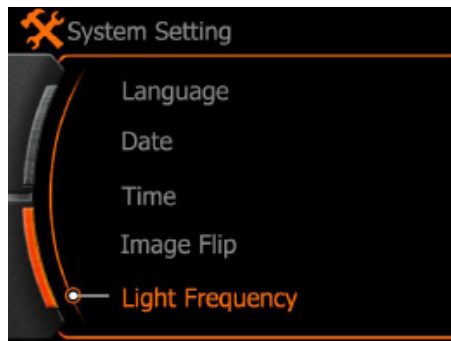 System Setting
Language
Date
Time
Image Flip
Light Frequency